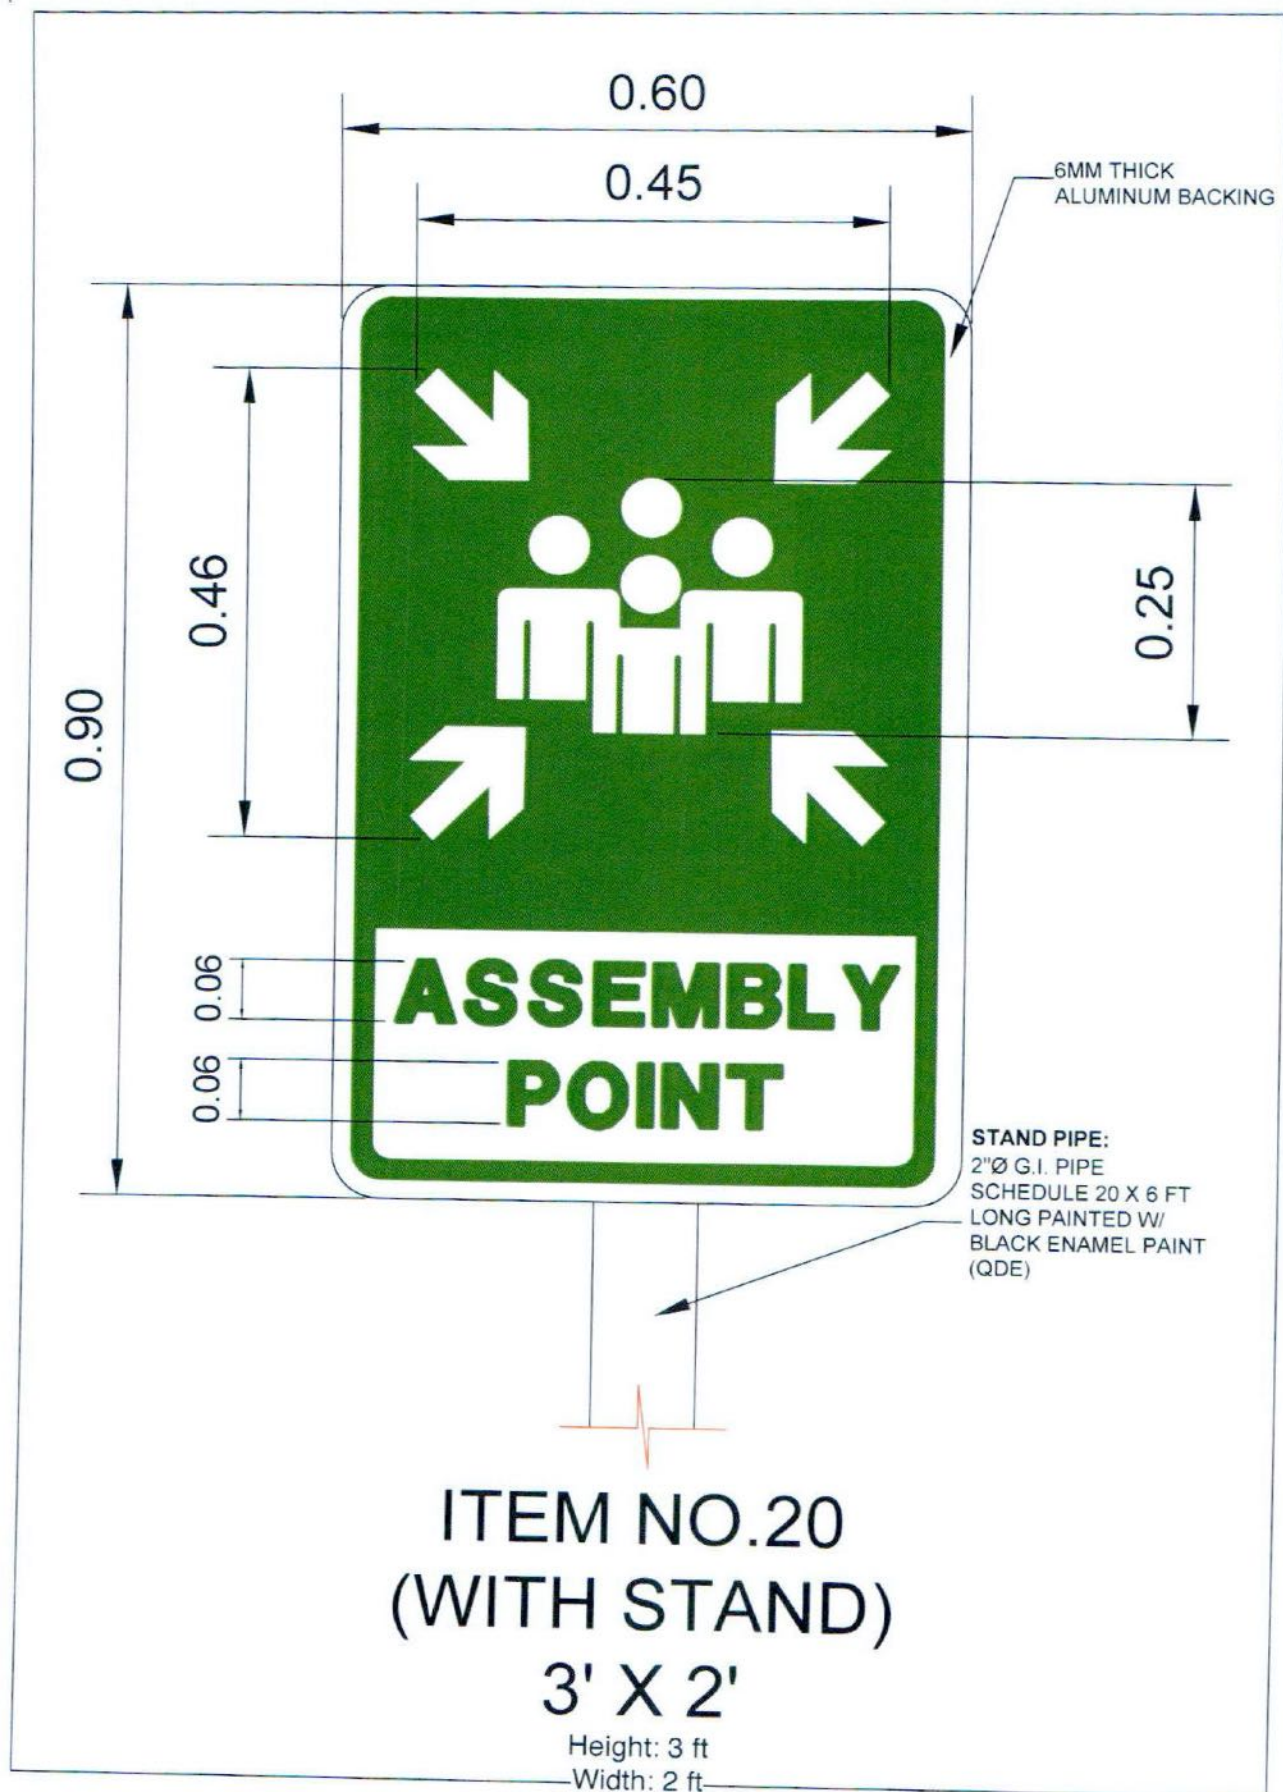 0.60
0.45
6MM THICK
ALUMINUM BACKING
0.46
0.25
0.90
0.06
ASSEMBLY
0.06
POINT
STAND PIPE:
2"Ø G.I. PIPE
SCHEDULE 20 X 6 FT
LONG PAINTED W/
BLACK ENAMEL PAINT
(QDE)
ITEM NO.20
(WITH STAND)
3' X 2'
Height: 3 ft
Width: 2 ft